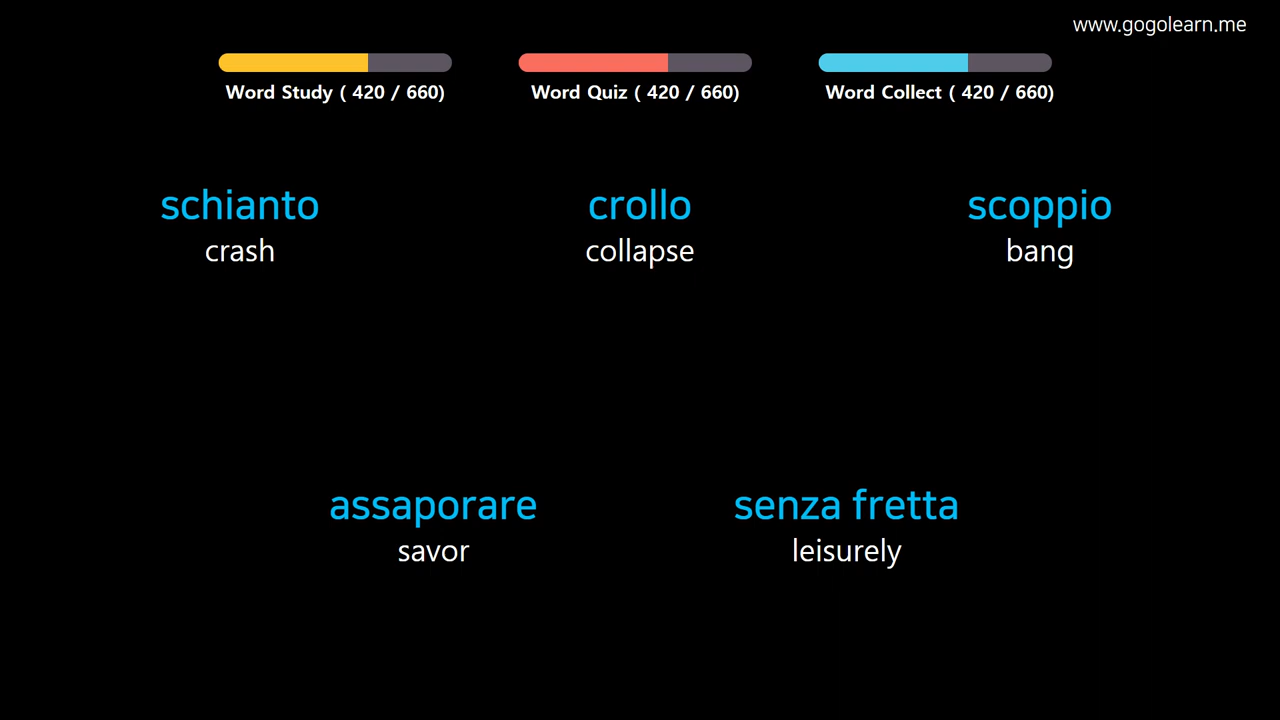 www.gogolearn.me
Word Study ( 420 / 660)
Word Quiz ( 420 / 660)
Word Collect ( 420 / 660)
schianto
crash
crollo
collapse
scoppio
bang
assaporare
savor
senza fretta
leisurely